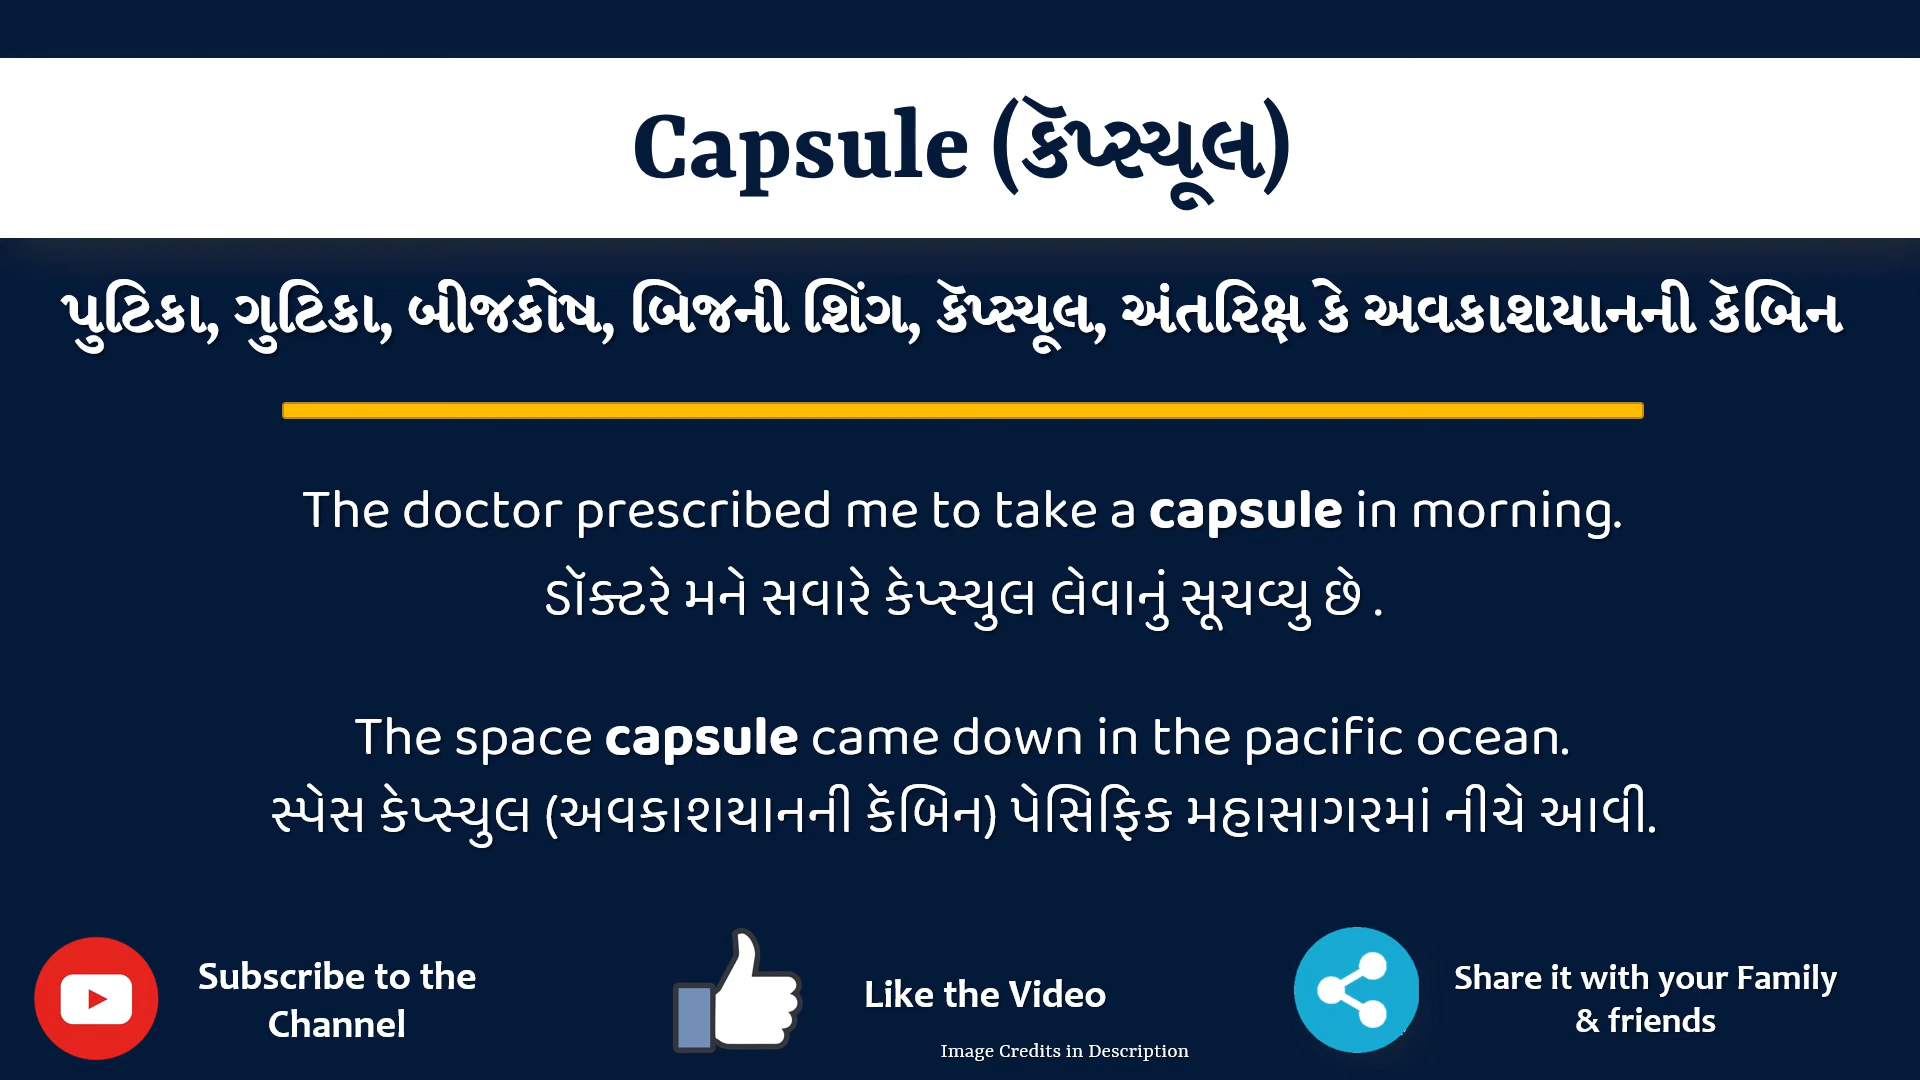 Capsule (કૅપ્સ્યૂલ)
પુટિકા, ગુટિકા, બીજકોષ, બિજની શિંગ, કૅપ્સ્યૂલ, અંતરિક્ષ કે અવકાશયાનની કૅબિન
The doctor prescribed me to take a capsule in morning.
ડૉક્ટરે મને સવારે કેપ્સ્યુલ લેવાનું સૂચવ્યુ છે .
The space capsule came down in the pacific ocean.
સ્પેસ કેપ્સ્યુલ (અવકાશયાનની કૅબિન) પેસિફિક મહાસાગરમાં નીચે આવી.
Subscribe to the
Channel
Like the Video
Share it with your Family
& friends
Image Credits in Description